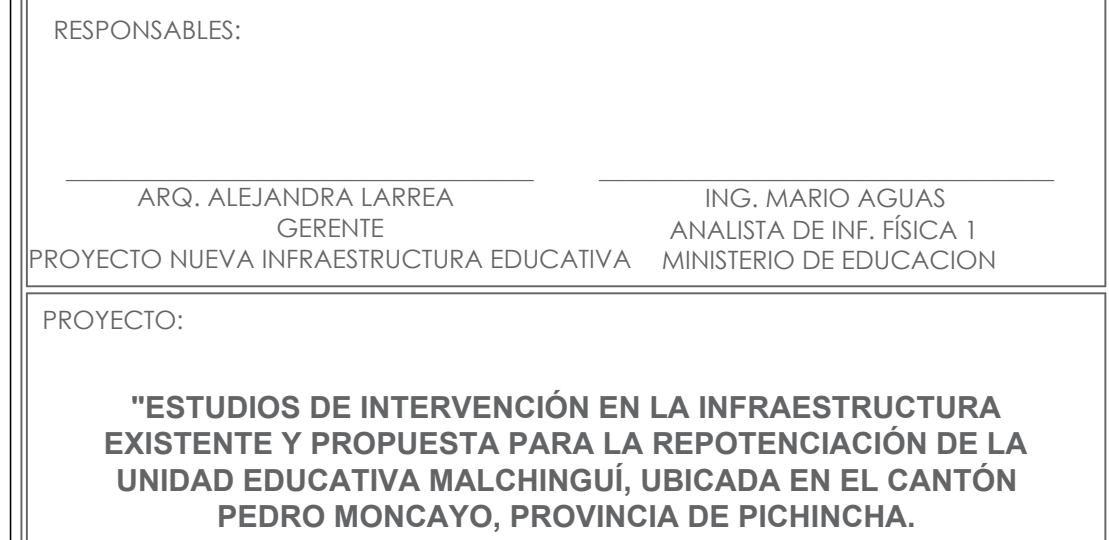 RESPONSABLES:
ARQ. ALEJANDRA LARREA
GERENTE
PROYECTO NUEVA INFRAESTRUCTURA EDUCATIVA
ING. MARIO AGUAS
ANALISTA DE INF. FÍSICA 1
MINISTERIO DE EDUCACION
PROYECTO:
"ESTUDIOS DE INTERVENCIÓN EN LA INFRAESTRUCTURA
EXISTENTE Y PROPUESTA PARA LA REPOTENCIACIÓN DE LA
UNIDAD EDUCATIVA MALCHINGUÍ, UBICADA EN EL CANTÓN
PEDRO MONCAYO, PROVINCIA DE PICHINCHA.